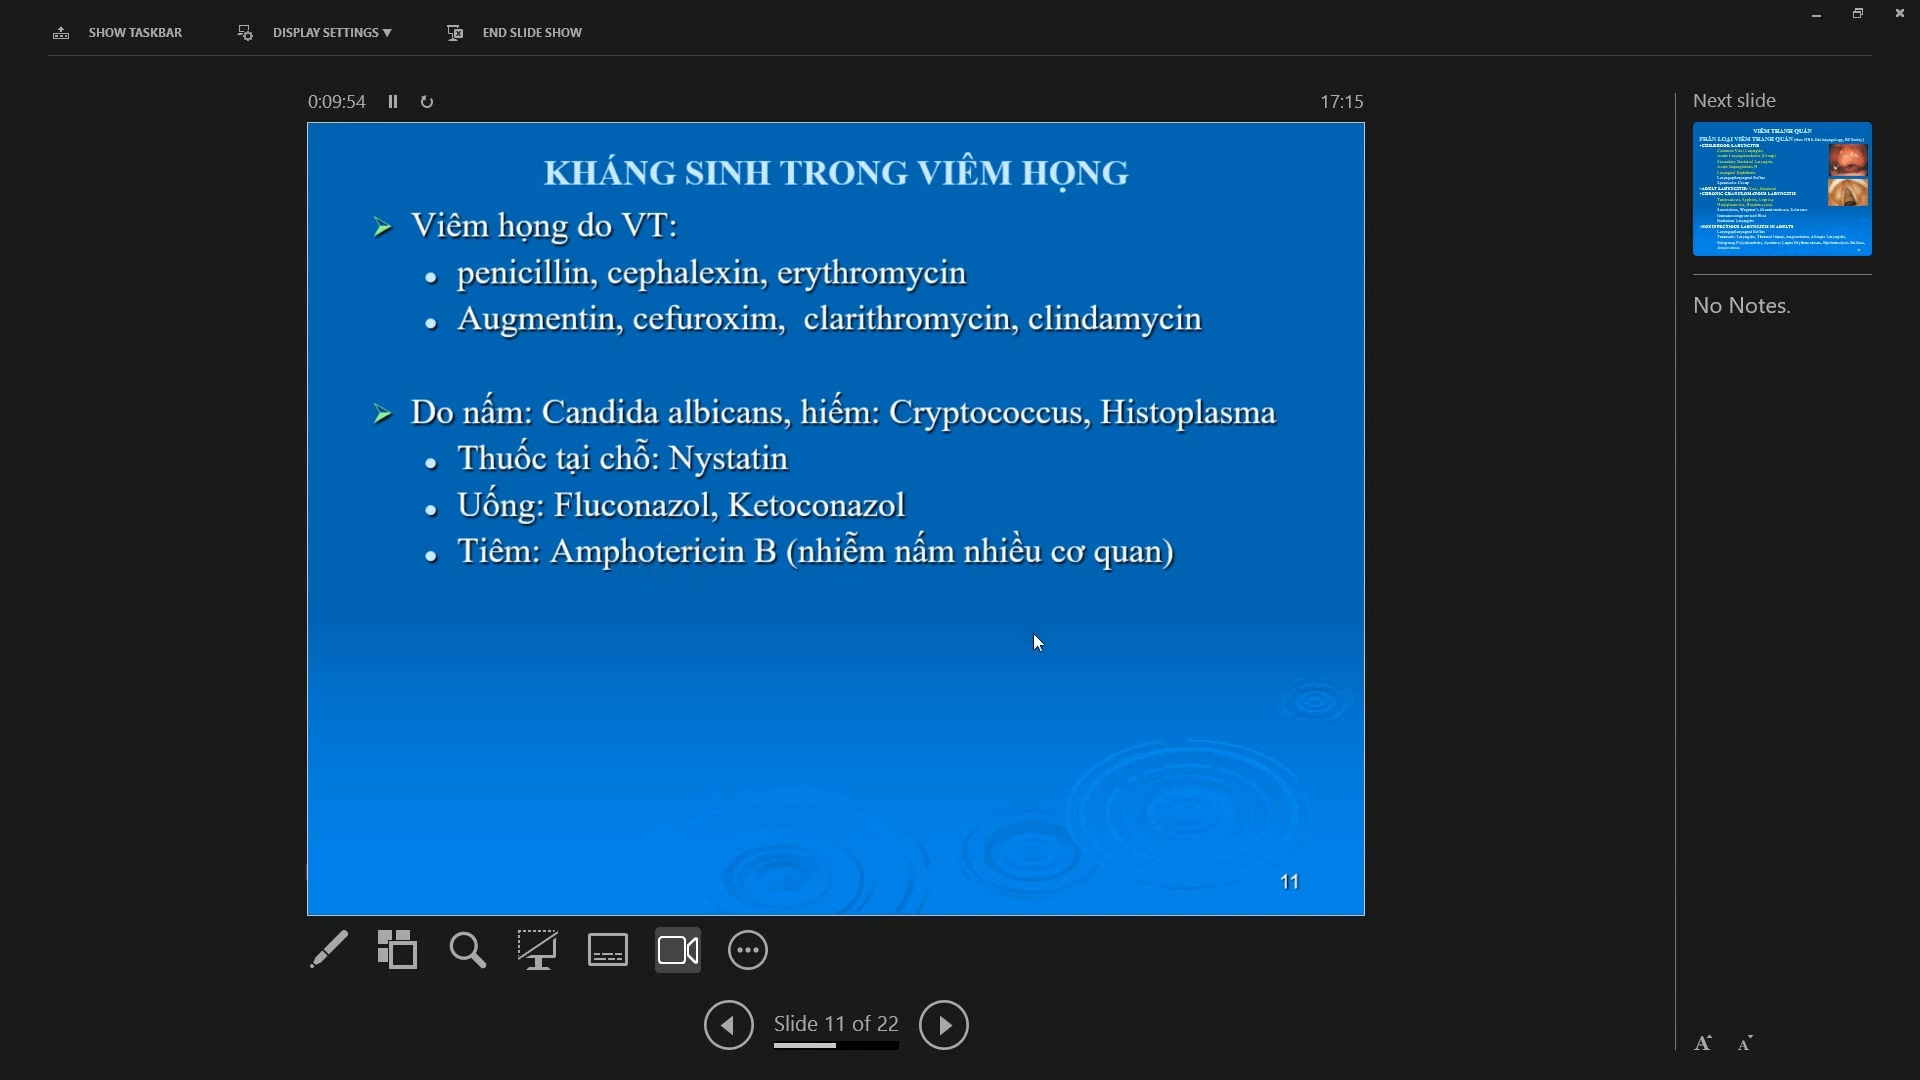 SHOW TASKBAR
DISPLAY SETTINGS ▼
END SLIDE SHOW
0:09:54
17:15
KHÁNG SINH TRONG VIÊM HỌNG
Viêm họng do VT:
penicillin, cephalexin, erythromycin
Augmentin, cefuroxim, clarithromycin, clindamycin
Do nấm: Candida albicans, hiếm: Cryptococcus, Histoplasma
Thuốc tại chỗ: Nystatin
Uống: Fluconazol, Ketoconazol
Tiêm: Amphotericin B (nhiễm nấm nhiều cơ quan)
11
Slide 11 of 22
Next slide
VIÊM THANH QUẢN
PHÂN LOẠI VIÊM THANH QUẢN
No Notes.
A
A